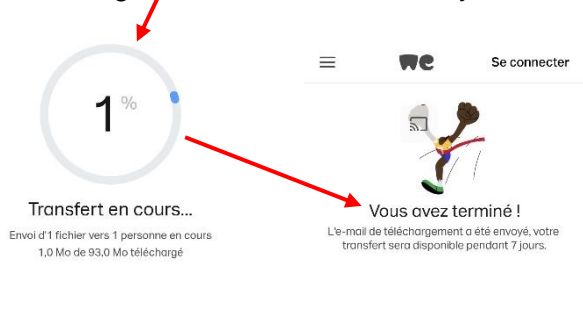 1 %
Transfert en cours...
Envoi d'1 fichier vers 1 personne en cours
1,0 Mo de 93,0 Mo téléchargé
we Se connecter
Vous avez terminé !
L'e-mail de téléchargement a été envoyé, votre
transfert sera disponible pendant 7 jours.